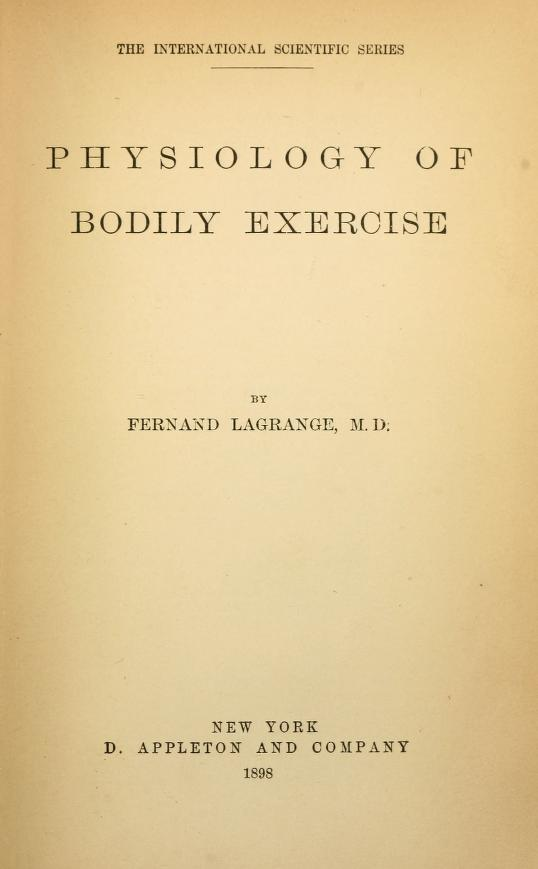 THE INTERNATIONAL SCIENTIFIC SERIES
PHYSIOLOGY OF
BODILY EXERCISE
BY
FERNAND LAGRANGE, M. D.
NEW YORK
D. APPLETON AND COMPANY
1898